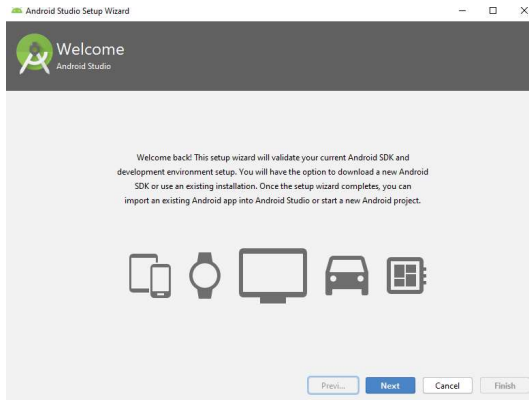 Android Studio Setup Wizard
Welcome
Android Studio
Welcome back! This setup wizard will validate your current Android SDK and
development environment setup. You will have the option to download a new Android
SDK or use an existing installation. Once the setup wizard completes, you can
import an existing Android app into Android Studio or start a new Android project.
Previ... Next Cancel Finish